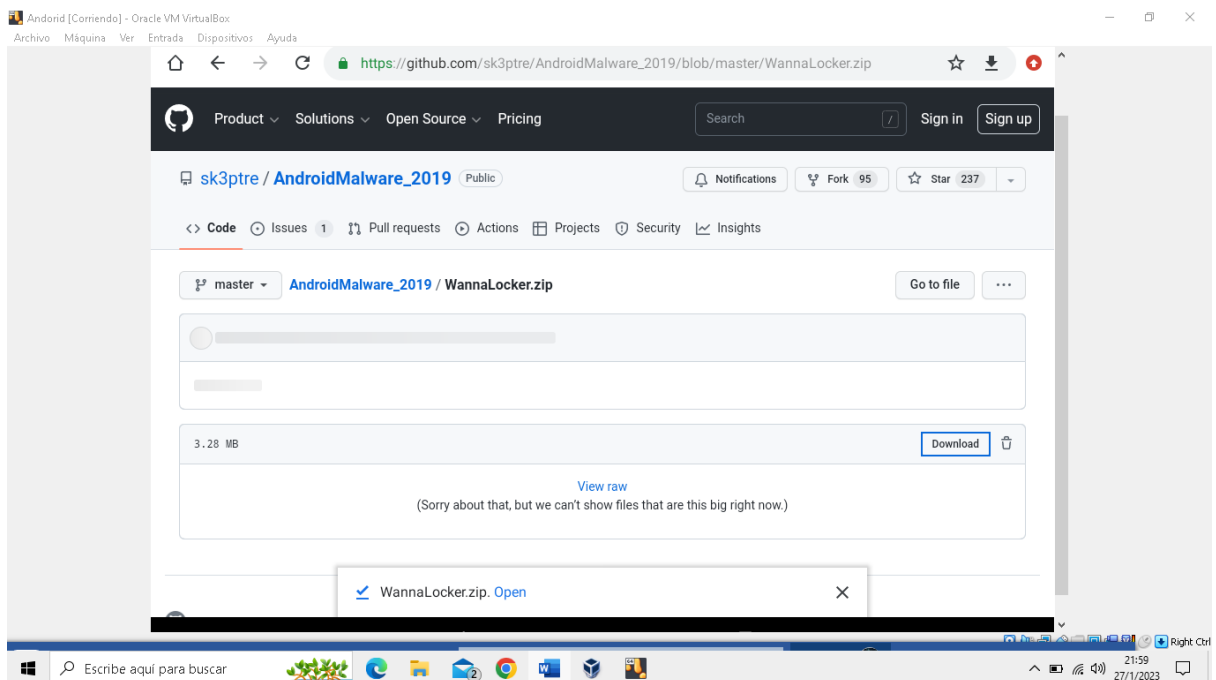 Andorid [Corriendo] - Oracle VM VirtualBox
Archivo Máquina Ver Entrada Dispositivos Ayuda
https://github.com/sk3ptre/AndroidMalware_2019/blob/master/WannaLocker.zip
Product Solutions Open Source Pricing Search / Sign in Sign up
sk3ptre / AndroidMalware_2019 Public Notifications Fork 95 Star 237
Code Issues 1 Pull requests Actions Projects Security Insights
master AndroidMalware_2019 / WannaLocker.zip Go to file ...
3.28 MB Download
View raw
(Sorry about that, but we can't show files that are this big right now.)
WannaLocker.zip. Open
Right Ctrl
Escribe aquí para buscar 2 21:59
27/1/2023